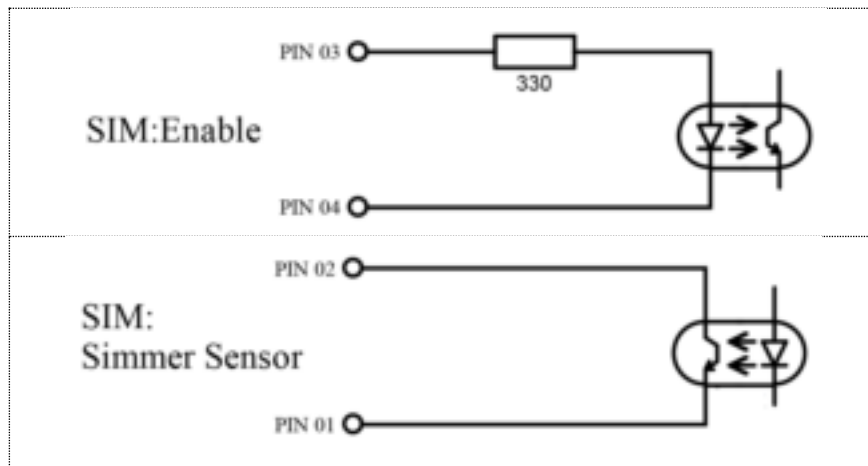 PIN 03
330
SIM:Enable
PIN 04
PIN 02
SIM:
Simmer Sensor
PIN 01